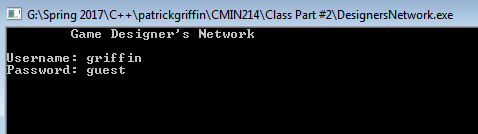 G:\Spring 2017\C++\patrickgriffin\CMIN214\Class Part #2\DesignersNetwork.exe
Game Designer's Network
Username: griffin
Password: guest